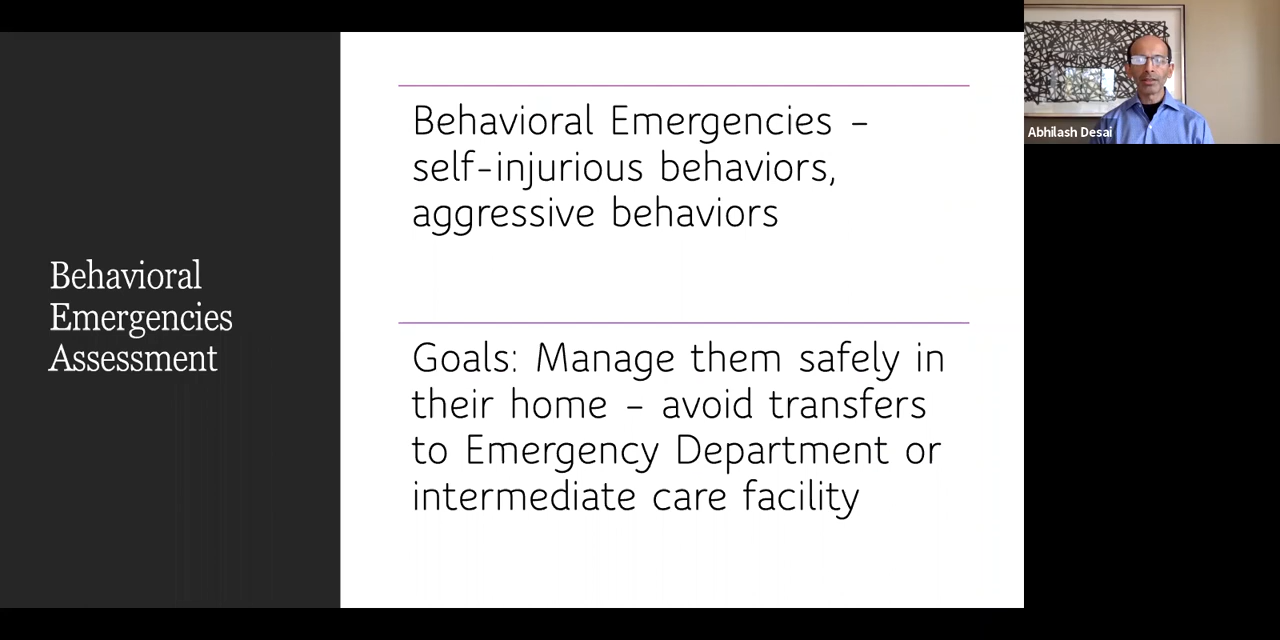 Behavioral
Emergencies
Assessment
Behavioral Emergencies –
self-injurious behaviors,
aggressive behaviors
Goals: Manage them safely in
their home – avoid transfers
to Emergency Department or
intermediate care facility
Abhilash Desai